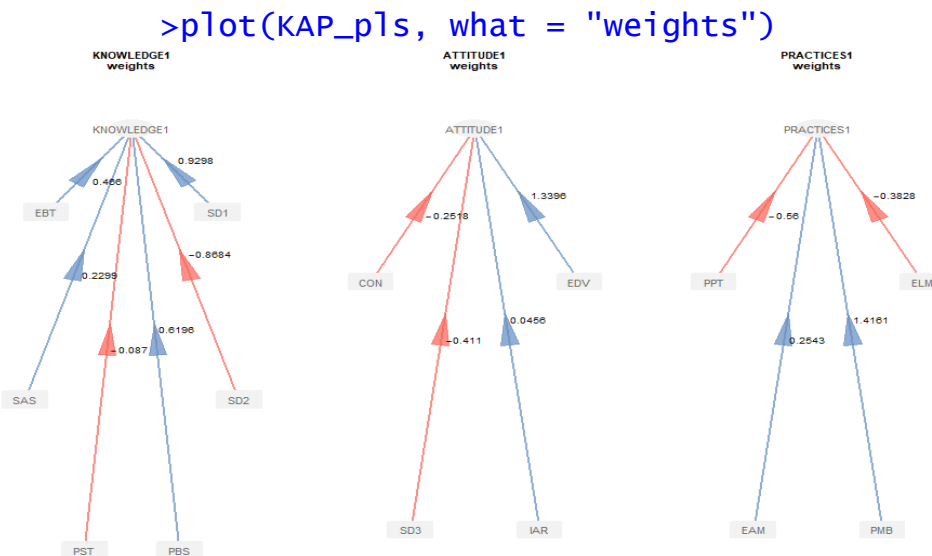 >plot(KAP_pls, what = "weights")
KNOWLEDGE1
weights
ATTITUDE1
weights
PRACTICES1
weights
KNOWLEDGE1
ATTITUDE1
PRACTICES1
0.9298
0.466
1.3396
-0.3828
-0.2518
-0.56
EBT
SD1
-0.8684
0.2299
CON
EDV
PPT
ELM
0.6196
-0.087
0.0456
-0.411
1.4161
0.2543
SAS
SD2
SD3
IAR
EAM
PMB
PST
PBS